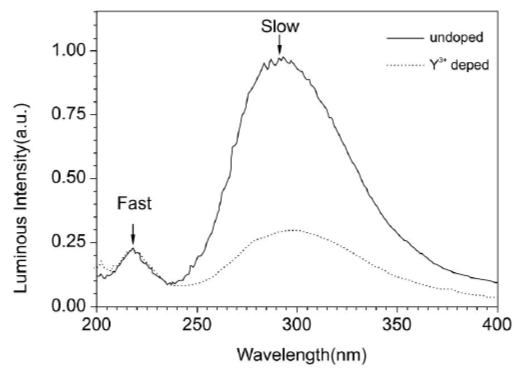 Slow
undoped
Y³⁺ deped
Fast
1.00
0.75
0.50
0.25
0.00
Luminous Intensity(a.u.)
200 250 300 350 400
Wavelength(nm)